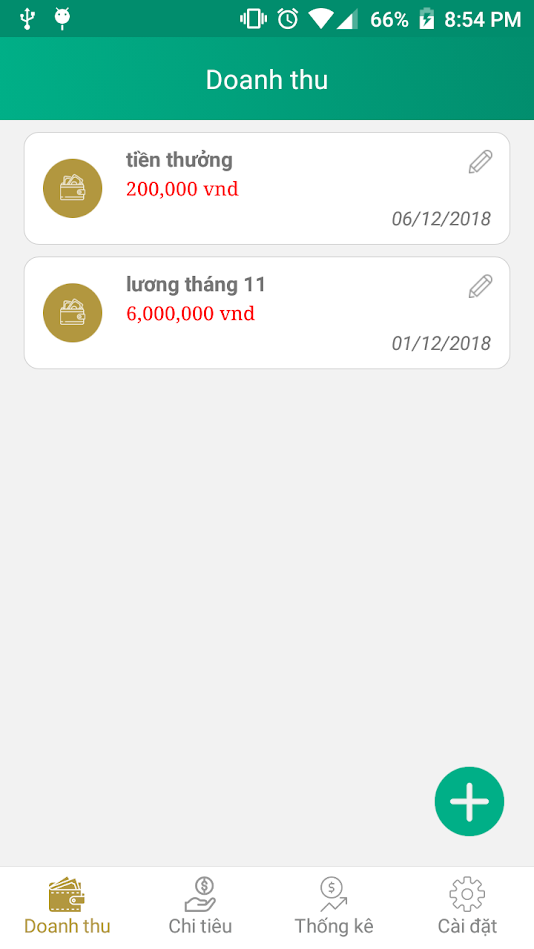 66% 8:54 PM
Doanh thu
tiền thưởng
200,000 vnd
06/12/2018
lương tháng 11
6,000,000 vnd
01/12/2018
Doanh thu Chi tiêu Thống kê Cài đặt